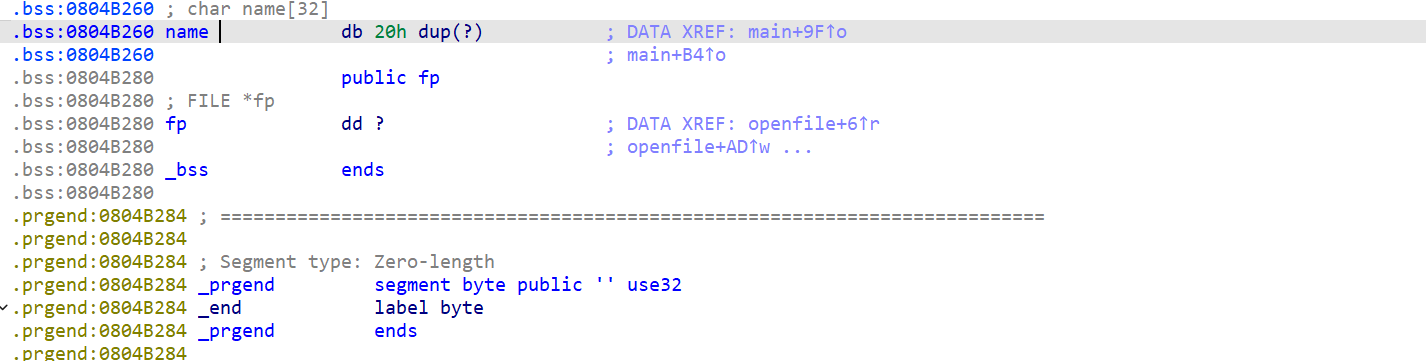 .bss:0804B260 ; char name[32]
.bss:0804B260 name            db 20h dup(?)           ; DATA XREF: main+9F↑o
.bss:0804B260                                         ; main+B4↑o
.bss:0804B280                 public fp
.bss:0804B280 ; FILE *fp
.bss:0804B280 fp              dd ?                    ; DATA XREF: openfile+6↑r
.bss:0804B280                                         ; openfile+AD↑w ...
.bss:0804B280 _bss            ends
.bss:0804B280
.prgend:0804B284 ; ===========================================================================
.prgend:0804B284
.prgend:0804B284 ; Segment type: Zero-length
.prgend:0804B284 _prgend         segment byte public '' use32
.prgend:0804B284 _end            label byte
.prgend:0804B284 _prgend         ends
.prgend:0804B284